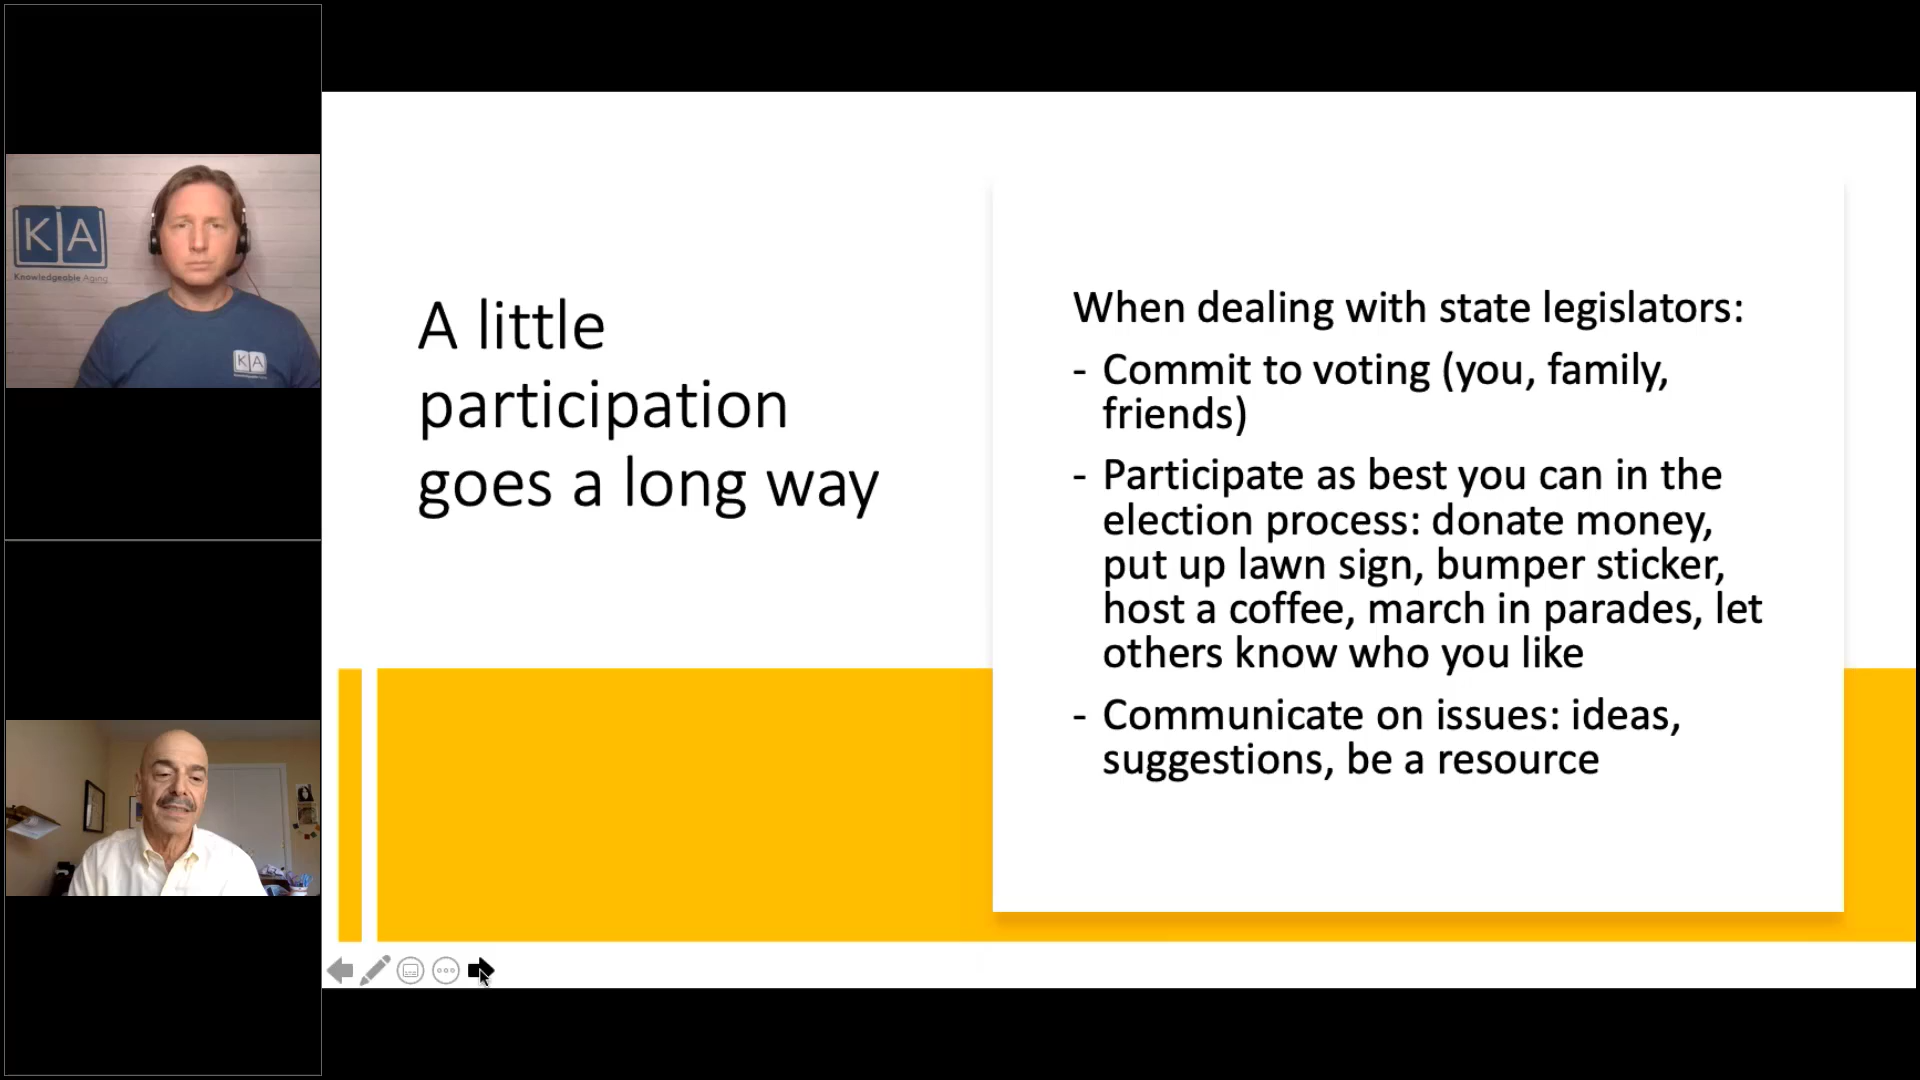 K A
Knowledgeable Aging
K A
A little
participation
goes a long way
When dealing with state legislators:
- Commit to voting (you, family,
friends)
- Participate as best you can in the
election process: donate money,
put up lawn sign, bumper sticker,
host a coffee, march in parades, let
others know who you like
- Communicate on issues: ideas,
suggestions, be a resource